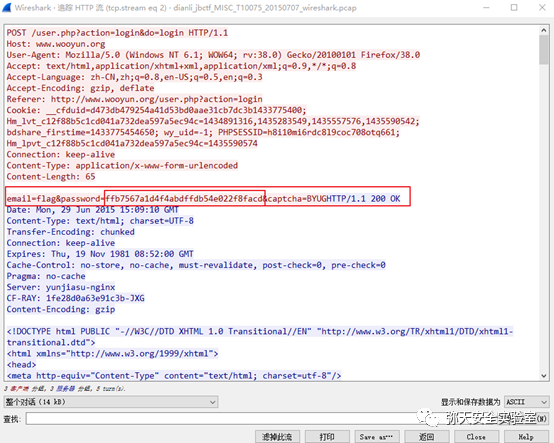 Wireshark - 追踪 HTTP 流 (tcp.stream eq 2) - dianli_jbctf_MISC_T10075_20150707_wireshark.pcap
POST /user.php?action=login&do=login HTTP/1.1
Host: www.wooyun.org
User-Agent: Mozilla/5.0 (Windows NT 6.1; WOW64; rv:38.0) Gecko/20100101 Firefox/38.0
Accept: text/html,application/xhtml+xml,application/xml;q=0.9,*/*;q=0.8
Accept-Language: zh-CN,zh;q=0.8,en-US;q=0.5,en;q=0.3
Accept-Encoding: gzip, deflate
Referer: http://www.wooyun.org/user.php?action=login
Cookie: __cfduid=d473db479254a41d53bd0aae31cb7dc3b1433775400;
Hm_lvt_c12f88b5c1cd041a732dea597a5ec94c=1434891316,1435283549,1435557576,1435590542;
bdshare_firstime=1433775454650; wy_uid=-1; PHPSESSID=h8i10mi6rdc8l9coc708otq661;
Hm_lpvt_c12f88b5c1cd041a732dea597a5ec94c=1435590574
Connection: keep-alive
Content-Type: application/x-www-form-urlencoded
Content-Length: 65
email=flag&password=ffb7567a1d4f4abdffdb54e022f8facd&captcha=BYUGHTTP/1.1 200 OK
Date: Mon, 29 Jun 2015 15:09:10 GMT
Content-Type: text/html; charset=UTF-8
Transfer-Encoding: chunked
Connection: keep-alive
Expires: Thu, 19 Nov 1981 08:52:00 GMT
Cache-Control: no-store, no-cache, must-revalidate, post-check=0, pre-check=0
Pragma: no-cache
Server: yunjiasu-nginx
CF-RAY: 1fe28d0a63e91c3b-JXG
Content-Encoding: gzip
<!DOCTYPE html PUBLIC "-//W3C//DTD XHTML 1.0 Transitional//EN" "http://www.w3.org/TR/xhtml1/DTD/xhtml1-
transitional.dtd">
<html xmlns="http://www.w3.org/1999/xhtml">
<head>
<meta http-equiv="Content-Type" content="text/html; charset=utf-8"/>
3 客户端 分组, 3 服务器 分组, 5 turn(s).
整个对话 (14 kB)
显示和保存数据为 ASCII
查找:
弥天安全实验室
滤掉此流
打印
Save as…
返回
Close
Help